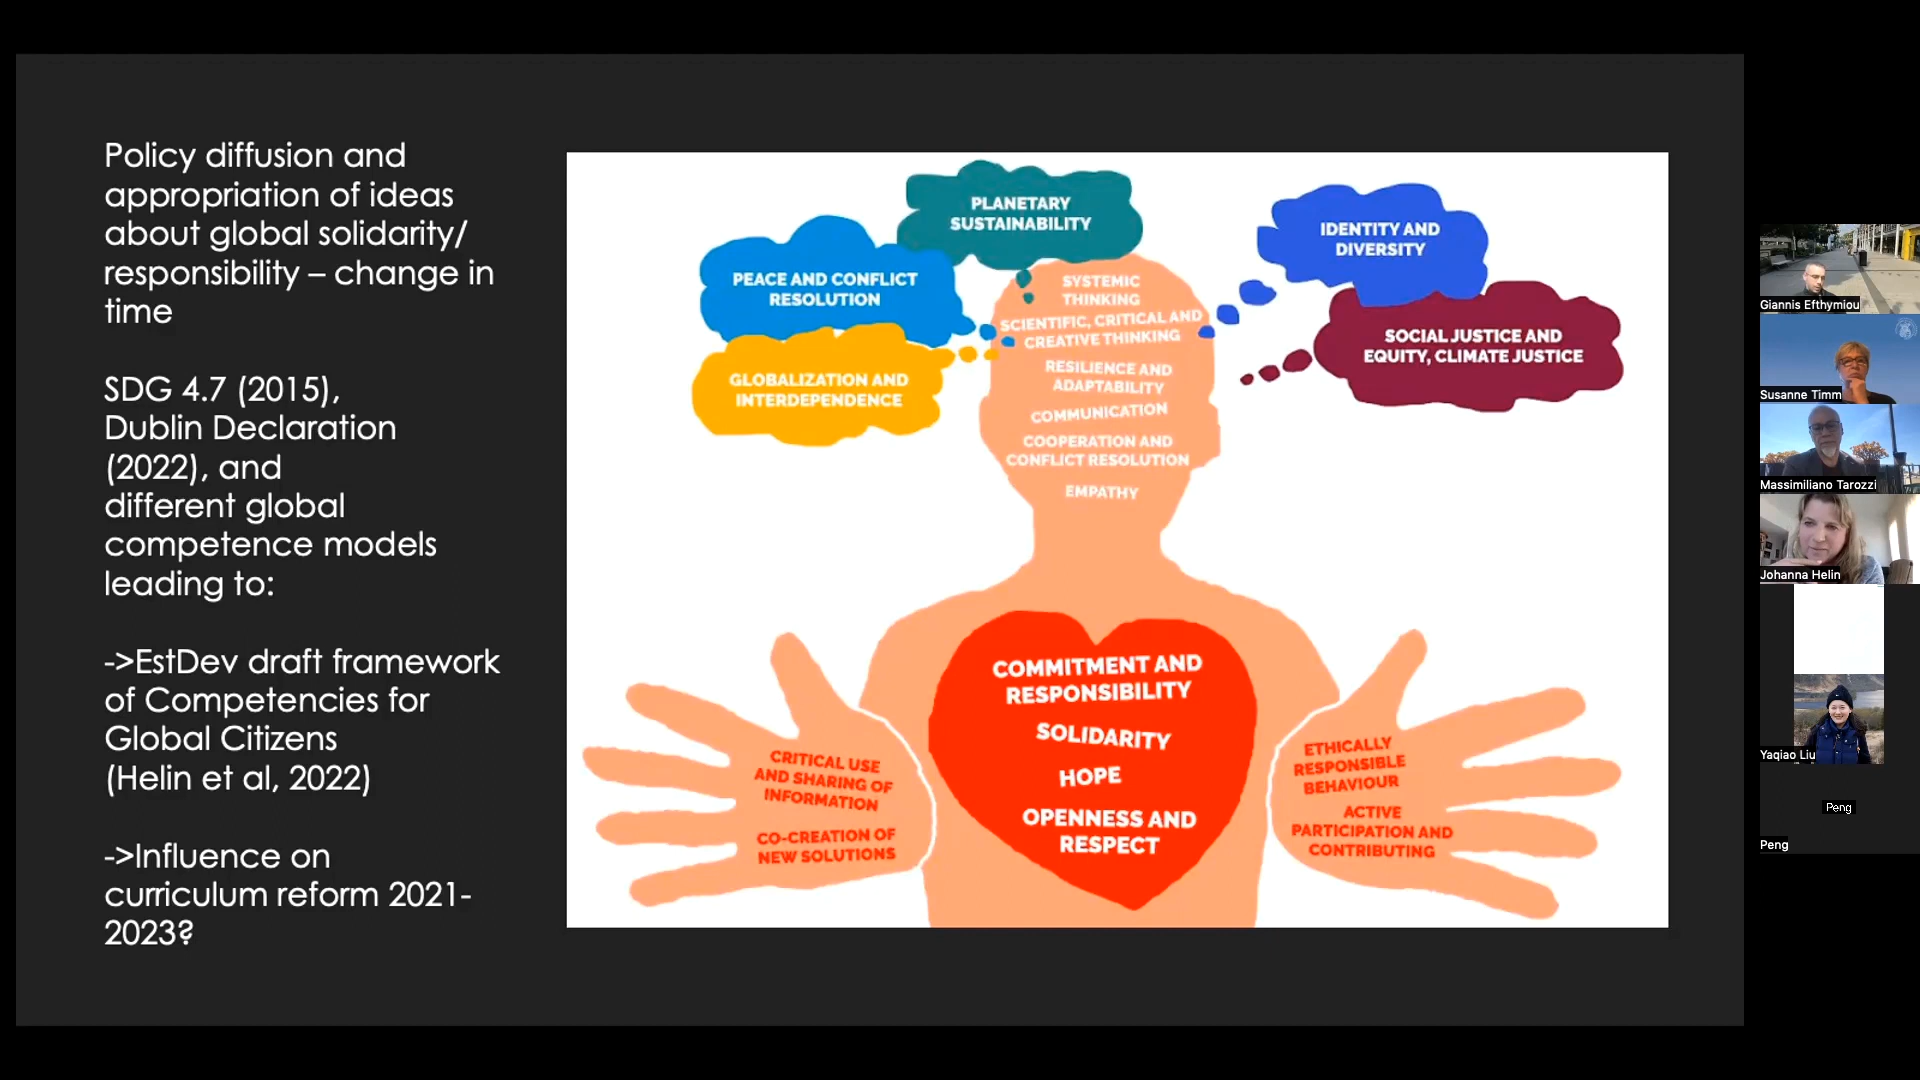 Policy diffusion and
appropriation of ideas
about global solidarity/
responsibility – change in
time
SDG 4.7 (2015),
Dublin Declaration
(2022), and
different global
competence models
leading to:
->EstDev draft framework
of Competencies for
Global Citizens
(Helin et al, 2022)
->Influence on
curriculum reform 2021-
2023?
PLANETARY
SUSTAINABILITY
PEACE AND CONFLICT
RESOLUTION
GLOBALIZATION AND
INTERDEPENDENCE
IDENTITY AND
DIVERSITY
SOCIAL JUSTICE AND
EQUITY, CLIMATE JUSTICE
SYSTEMIC
THINKING
SCIENTIFIC, CRITICAL AND
CREATIVE THINKING
RESILIENCE AND
ADAPTABILITY
COMMUNICATION
COOPERATION AND
CONFLICT RESOLUTION
EMPATHY
COMMITMENT AND
RESPONSIBILITY
SOLIDARITY
HOPE
OPENNESS AND
RESPECT
CRITICAL USE
AND SHARING OF
INFORMATION
CO-CREATION OF
NEW SOLUTIONS
ETHICALLY
RESPONSIBLE
BEHAVIOUR
ACTIVE
PARTICIPATION AND
CONTRIBUTING
Giannis Efthymiou
Susanne Timm
Massimiliano Tarozzi
Johanna Helin
Yaqiao Liu
Peng
Peng